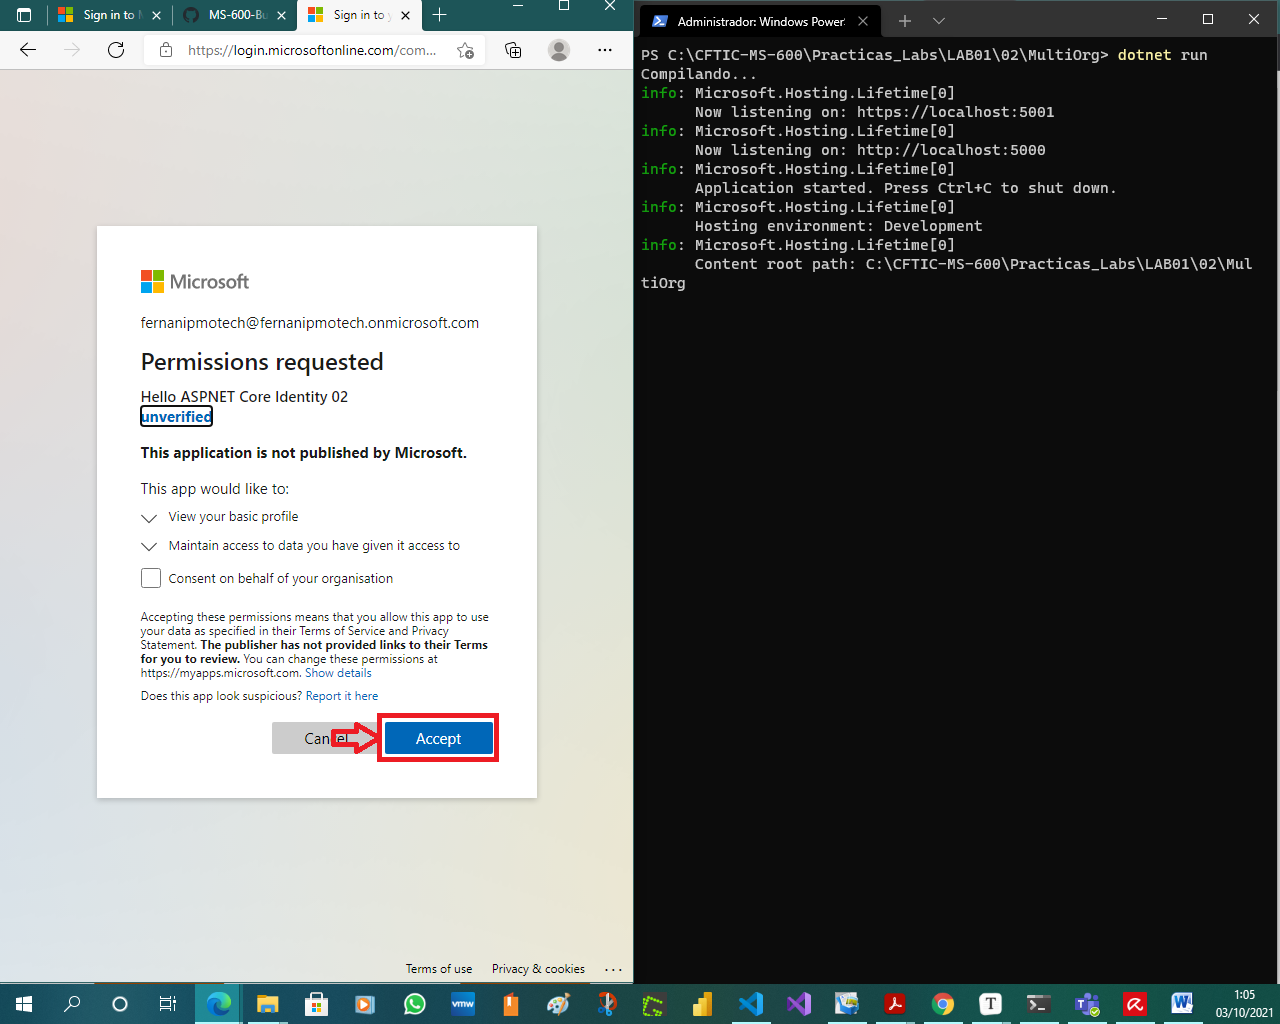 Sign in to
MS-600-Bu
Sign in to
https://login.microsoftonline.com/com...
Microsoft
fernanipmotech@fernanipmotech.onmicrosoft.com
Permissions requested
Hello ASPNET Core Identity 02
unverified
This application is not published by Microsoft.
This app would like to:
View your basic profile
Maintain access to data you have given it access to
Consent on behalf of your organisation
Accepting these permissions means that you allow this app to use
your data as specified in their Terms of Service and Privacy
Statement. The publisher has not provided links to their Terms
for you to review. You can change these permissions at
https://myapps.microsoft.com. Show details
Does this app look suspicious? Report it here
Cancel
Accept
Terms of use
Privacy & cookies
...
Administrador: Windows PowerS
PS C:\CFTIC-MS-600\Practicas_Labs\LAB01\02\MultiOrg> dotnet run
Compilando...
info: Microsoft.Hosting.Lifetime[0]
Now listening on: https://localhost:5001
info: Microsoft.Hosting.Lifetime[0]
Now listening on: http://localhost:5000
info: Microsoft.Hosting.Lifetime[0]
Application started. Press Ctrl+C to shut down.
info: Microsoft.Hosting.Lifetime[0]
Hosting environment: Development
info: Microsoft.Hosting.Lifetime[0]
Content root path: C:\CFTIC-MS-600\Practicas_Labs\LAB01\02\Mul
tiOrg
vmw
T
W
1:05
03/10/2021